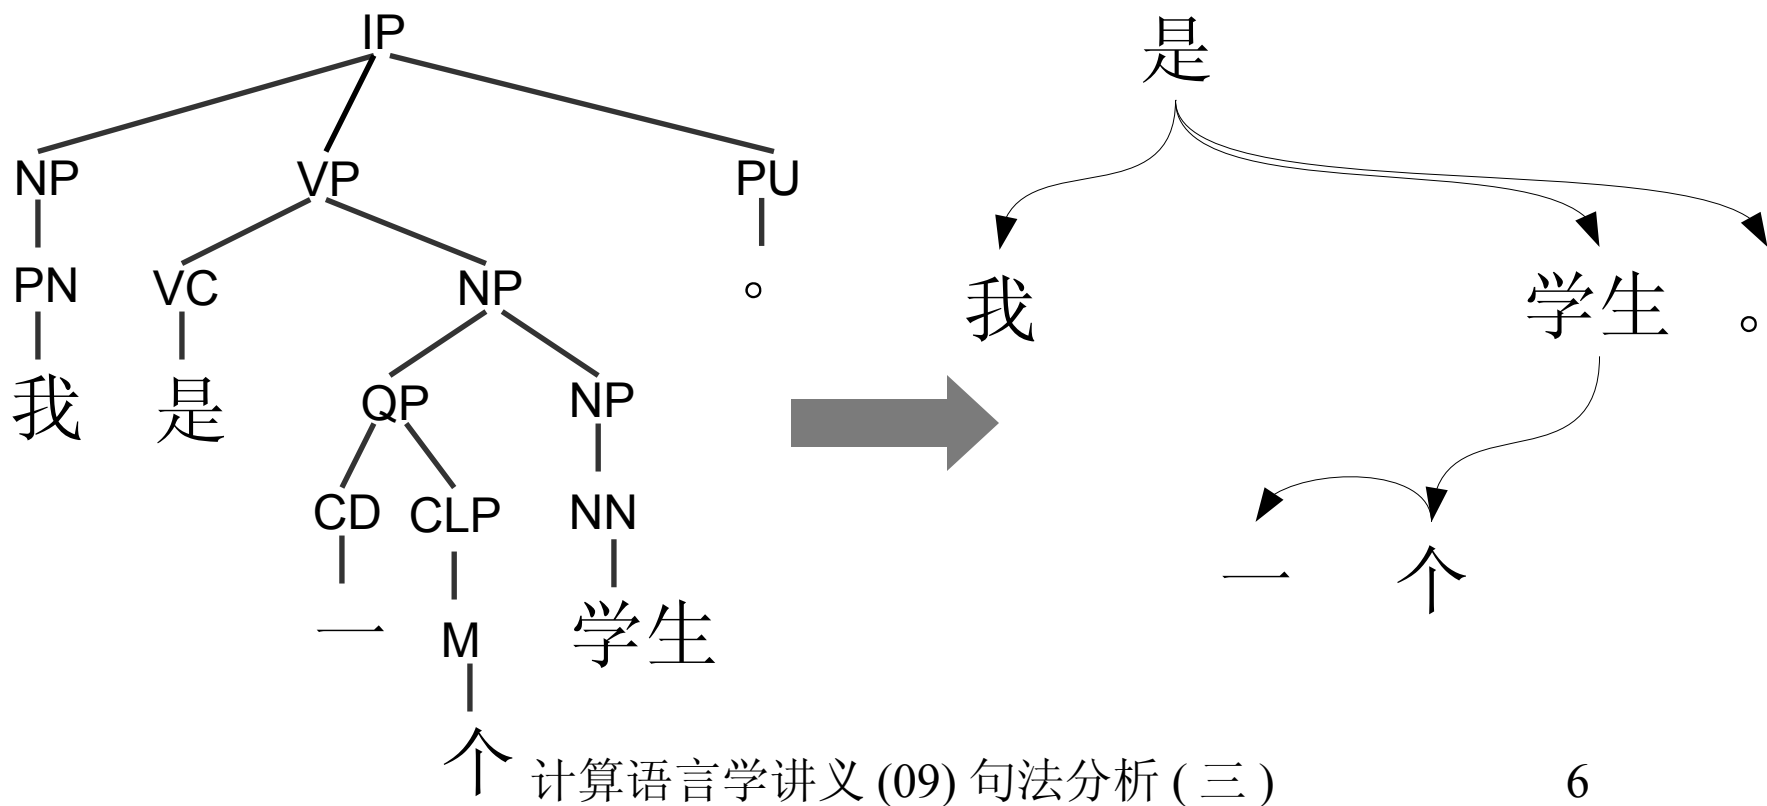 IP
是
NP VP PU
PN VC NP 。
我 学生 。
我 是 QP NP
CD CLP NN
一 个
一 M 学生
个
计算语言学讲义 (09) 句法分析 ( 三 ) 6